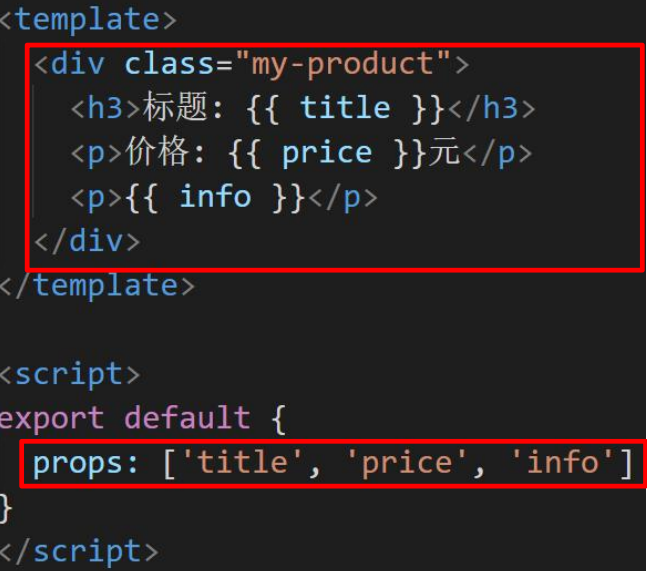 <template>
<div class="my-product">
<h3>标题: {{ title }}</h3>
<p>价格: {{ price }}元</p>
<p>{{ info }}</p>
</div>
</template>
<script>
export default {
props: ['title', 'price', 'info']
}
</script>